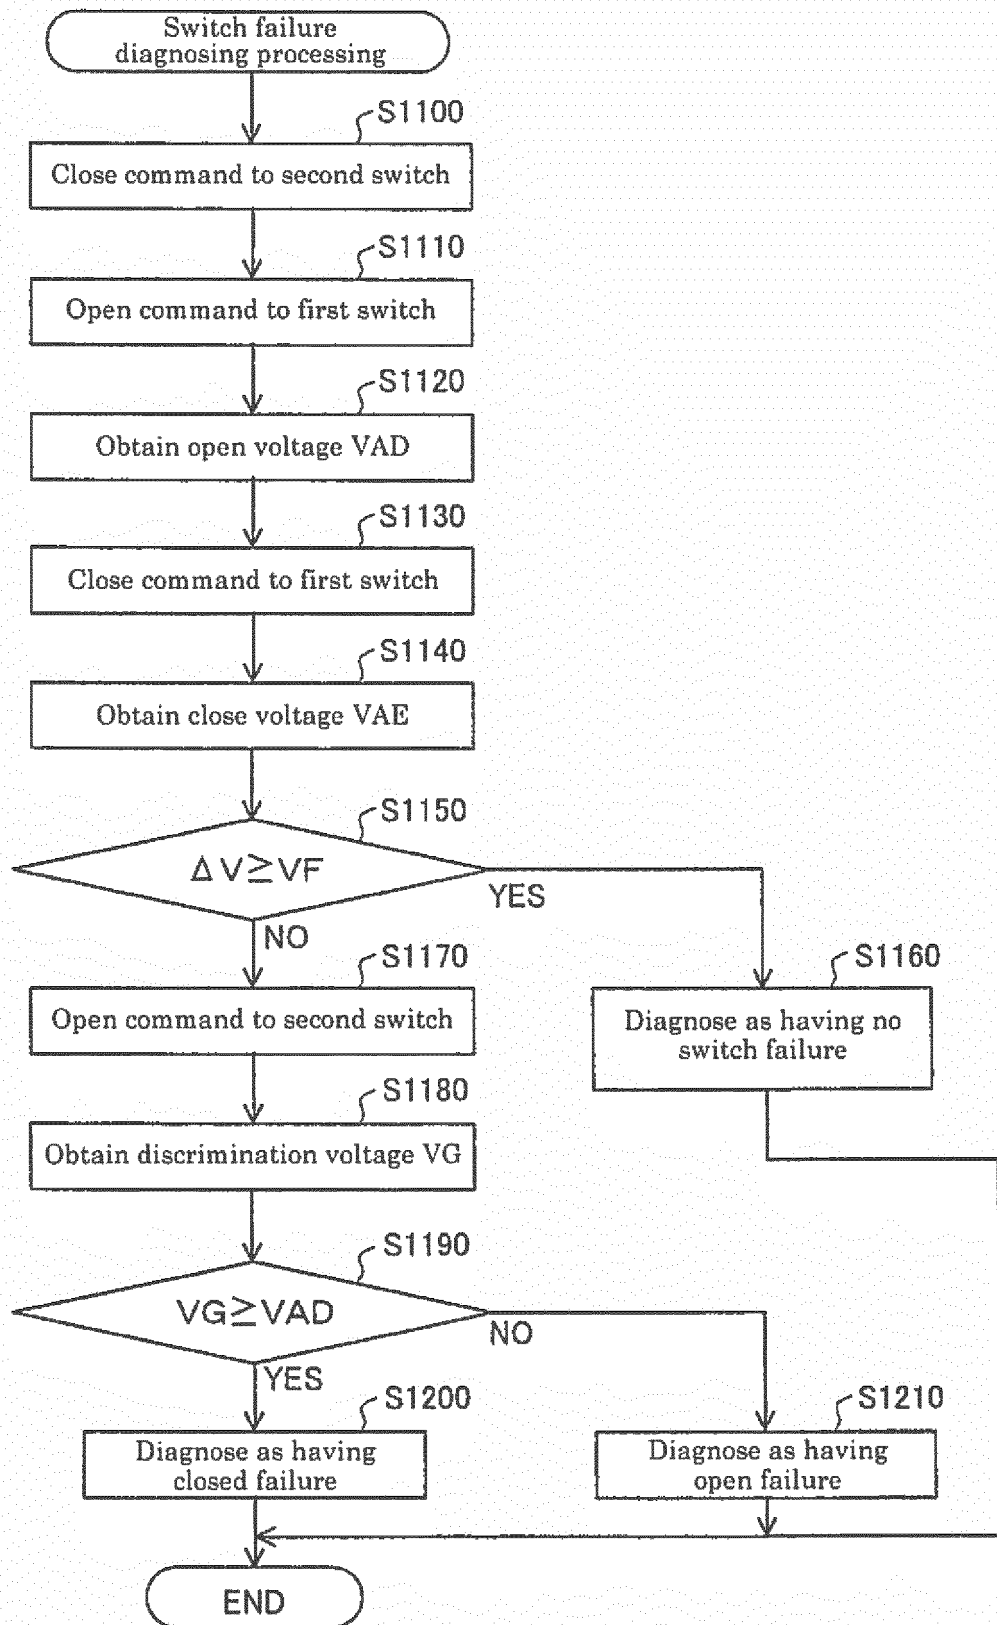 Switch failure
diagnosing processing
S1100
Close command to second switch
S1110
Open command to first switch
S1120
Obtain open voltage VAD
S1130
Close command to first switch
S1140
Obtain close voltage VAE
S1150
ΔV≧VF
YES
NO
S1170
Open command to second switch
S1160
Diagnose as having no
switch failure
S1180
Obtain discrimination voltage VG
S1190
VG≧VAD
NO
YES
S1200
Diagnose as having
closed failure
S1210
Diagnose as having
open failure
END